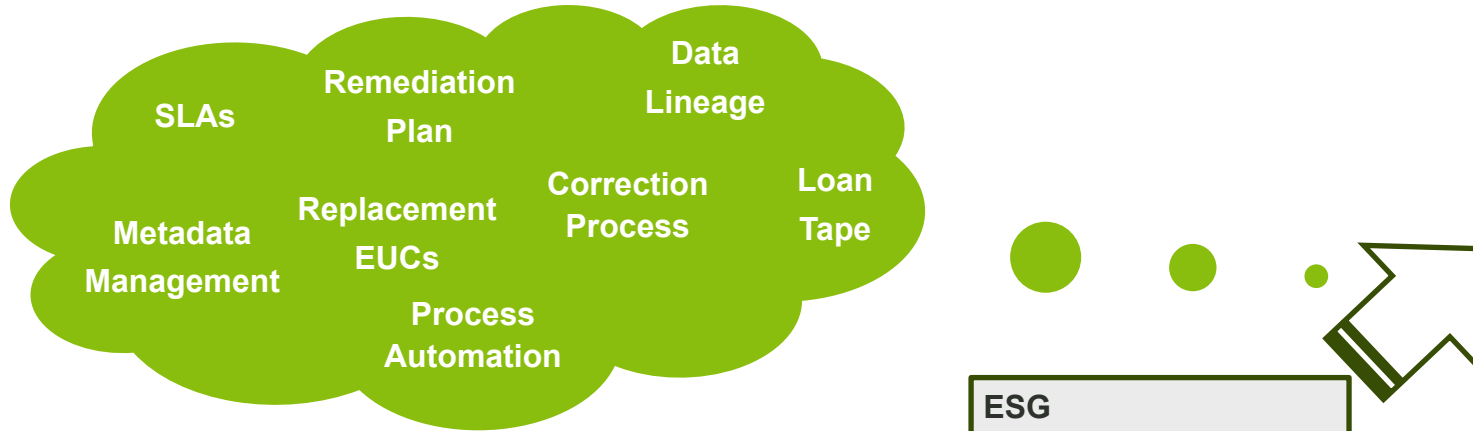 SLAs
Remediation
Plan
Data
Lineage
Metadata
Management
Replacement
EUCs
Correction
Process
Loan
Tape
Process
Automation
ESG